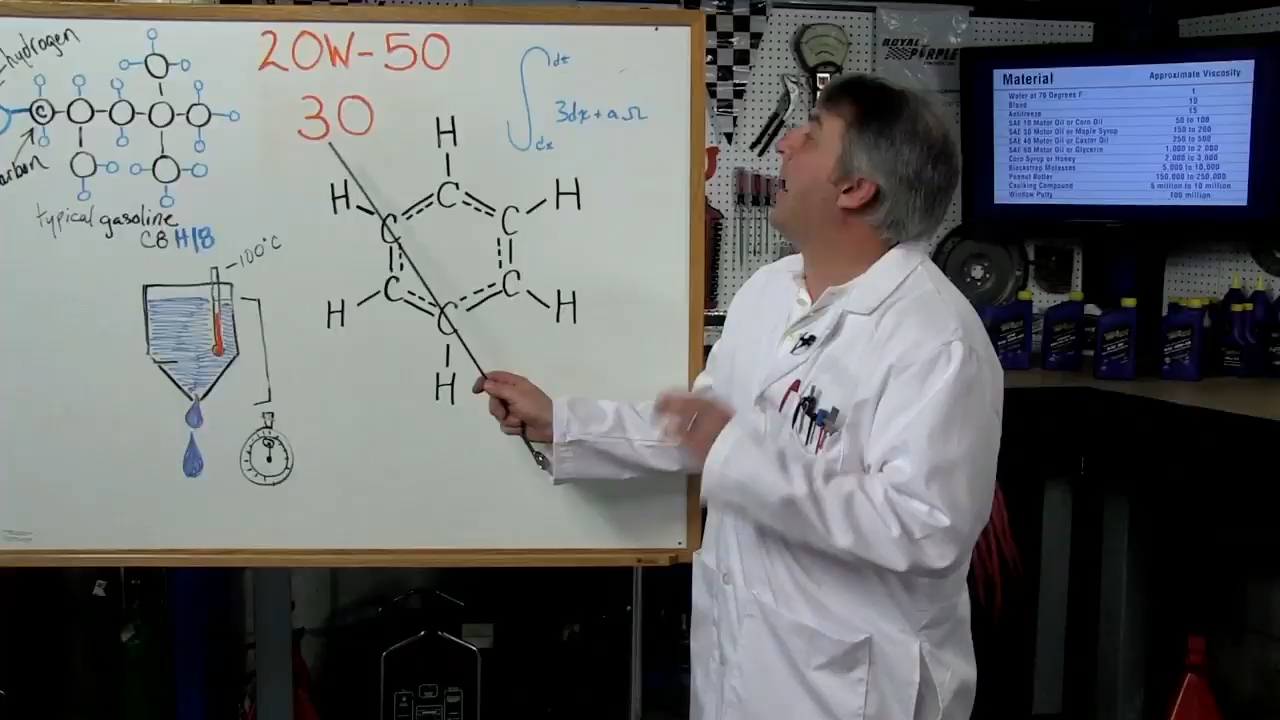 hydrogen
C
carbon
typical gasoline
C8 H18
-100°C
20W-50
30
H
H
H
C
C
C
C
C
C
H
H
H
dt
3dx + a Ω
dx
ROYAL PURPLE
Material Approximate Viscosity
Water at 70 Degrees F 1
Blood 10
Antifreeze 15
SAE 10 Motor Oil or Corn Oil 50 to 100
SAE 30 Motor Oil or Maple Syrup 150 to 200
SAE 40 Motor Oil or Castor Oil 250 to 500
SAE 60 Motor Oil or Glycerin 1,000 to 2,000
Corn Syrup or Honey 2,000 to 3,000
Blackstrap Molasses 5,000 to 10,000
Peanut Butter 150,000 to 250,000
Caulking Compound 5 million to 10 million
Window Putty 100 million